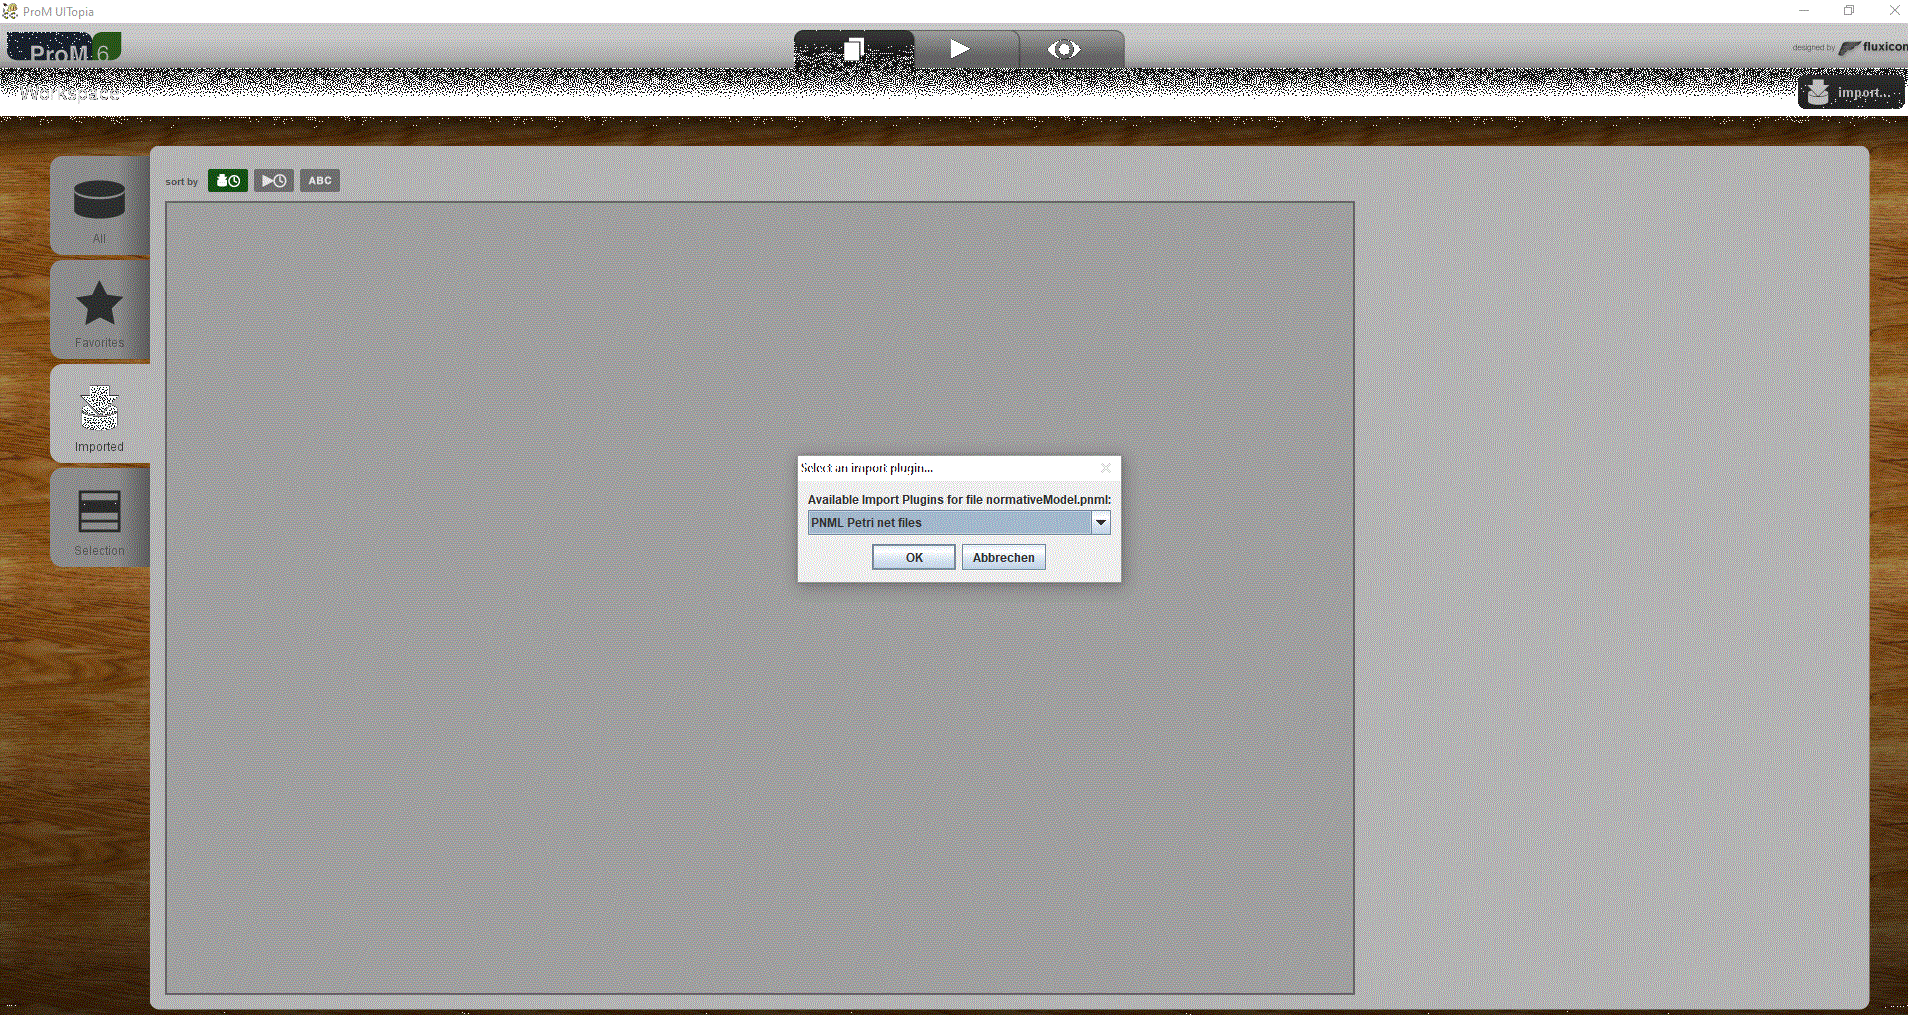 ProM UITopia
ProM 6
designed by fluxicon
Workspace
import...
sort by
ABC
All
Favorites
Imported
Selection
Select an import plugin...
Available Import Plugins for file normativeModel.pnml:
PNML Petri net files
OK
Abbrechen